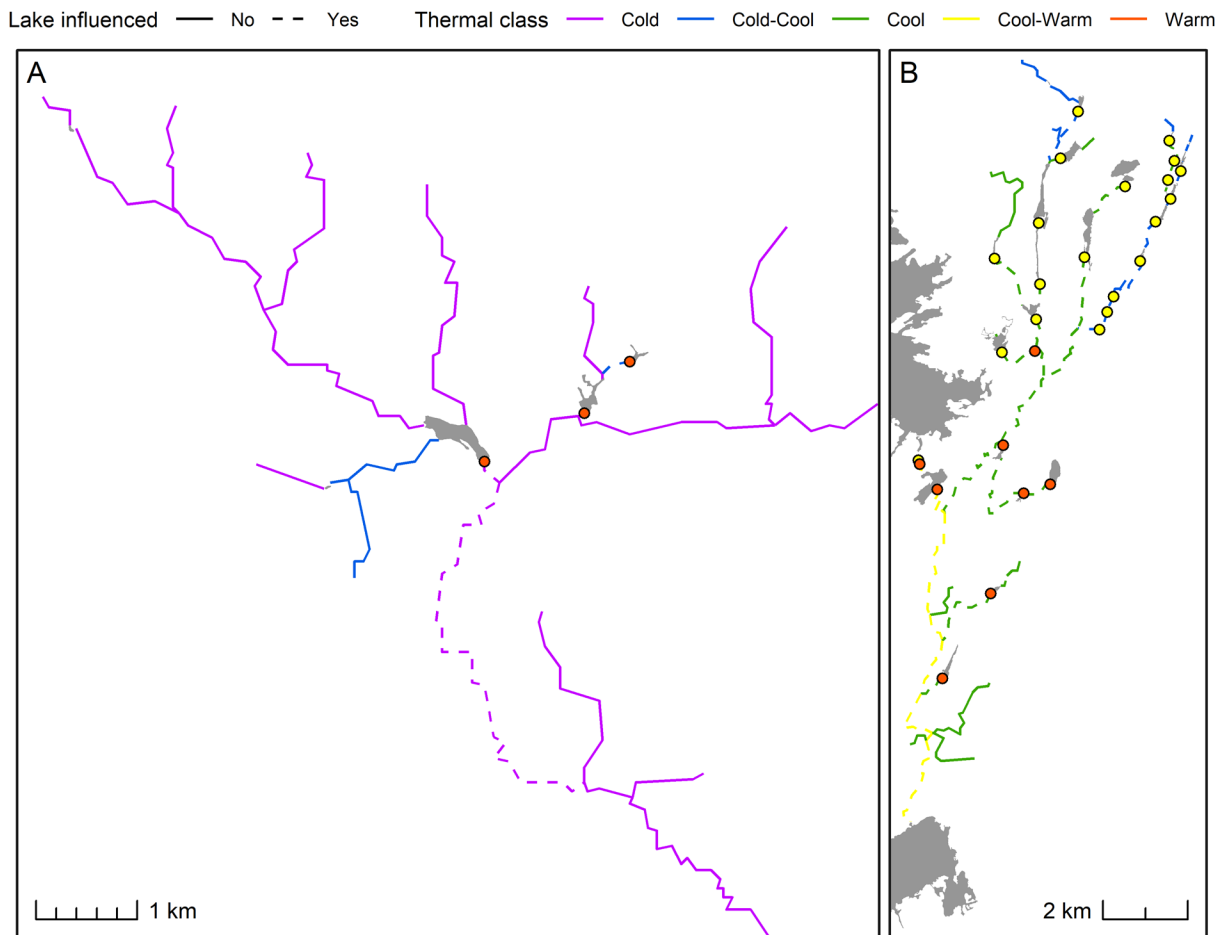 Lake influenced No Yes Thermal class Cold Cold-Cool Cool Cool-Warm Warm
A
B
1 km
2 km